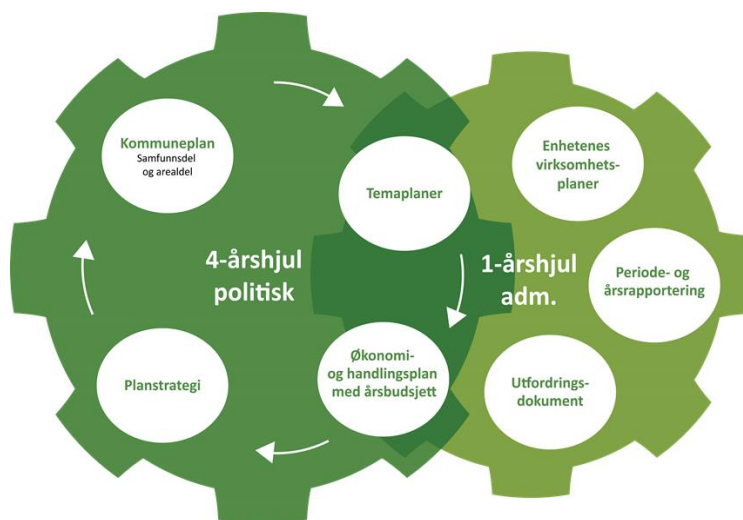 Kommuneplan
Samfunnsdel
og arealdel
Temaplaner
Enhetenes
virksomhets-
planer
4-årshjul
politisk
1-årshjul
adm.
Periode- og
årsrapportering
Planstrategi
Økonomi-
og handlingsplan
med årsbudsjett
Utfordrings-
dokument